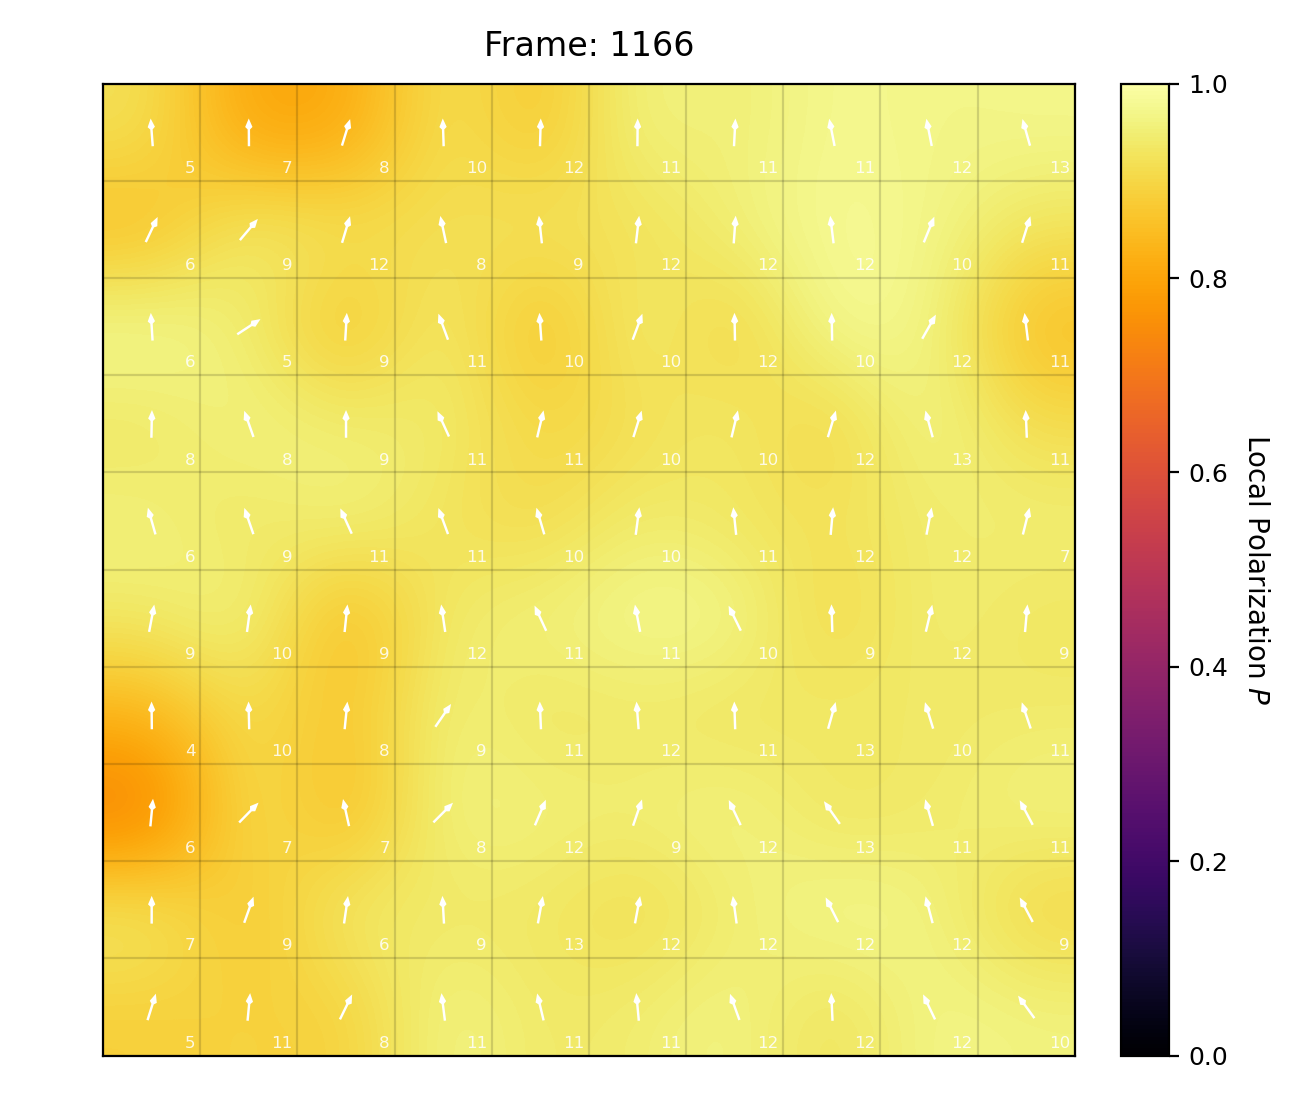 Frame: 1166
5 7 8 10 12 11 11 11 12 13
6 9 12 8 9 12 12 12 10 11
6 5 9 11 10 10 12 10 12 11
8 8 9 11 11 10 10 12 13 11
6 9 11 11 10 10 11 12 12 7
9 10 9 12 11 11 10 9 12 9
4 10 8 9 11 12 11 13 10 11
6 7 7 8 12 9 12 13 11 11
7 9 6 9 13 12 12 12 12 9
5 11 8 11 11 11 12 12 12 10
1.0
0.8
0.6
0.4
0.2
0.0
Local Polarization P